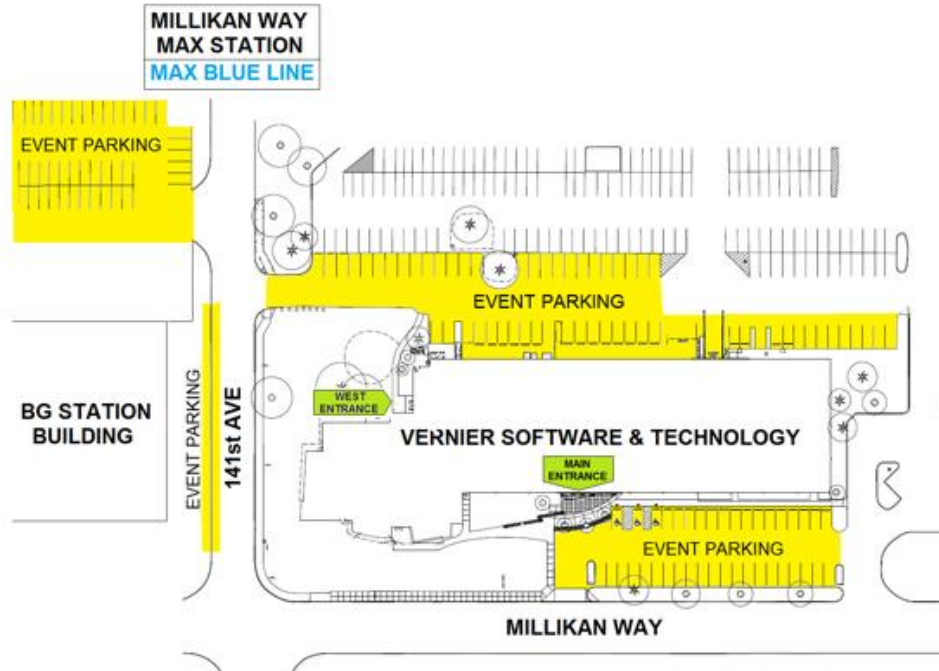 MILLIKAN WAY
MAX STATION
MAX BLUE LINE
EVENT PARKING
EVENT PARKING
WEST
ENTRANCE
BG STATION
BUILDING
EVENT PARKING
141st AVE
VERNIER SOFTWARE & TECHNOLOGY
MAIN
ENTRANCE
EVENT PARKING
MILLIKAN WAY